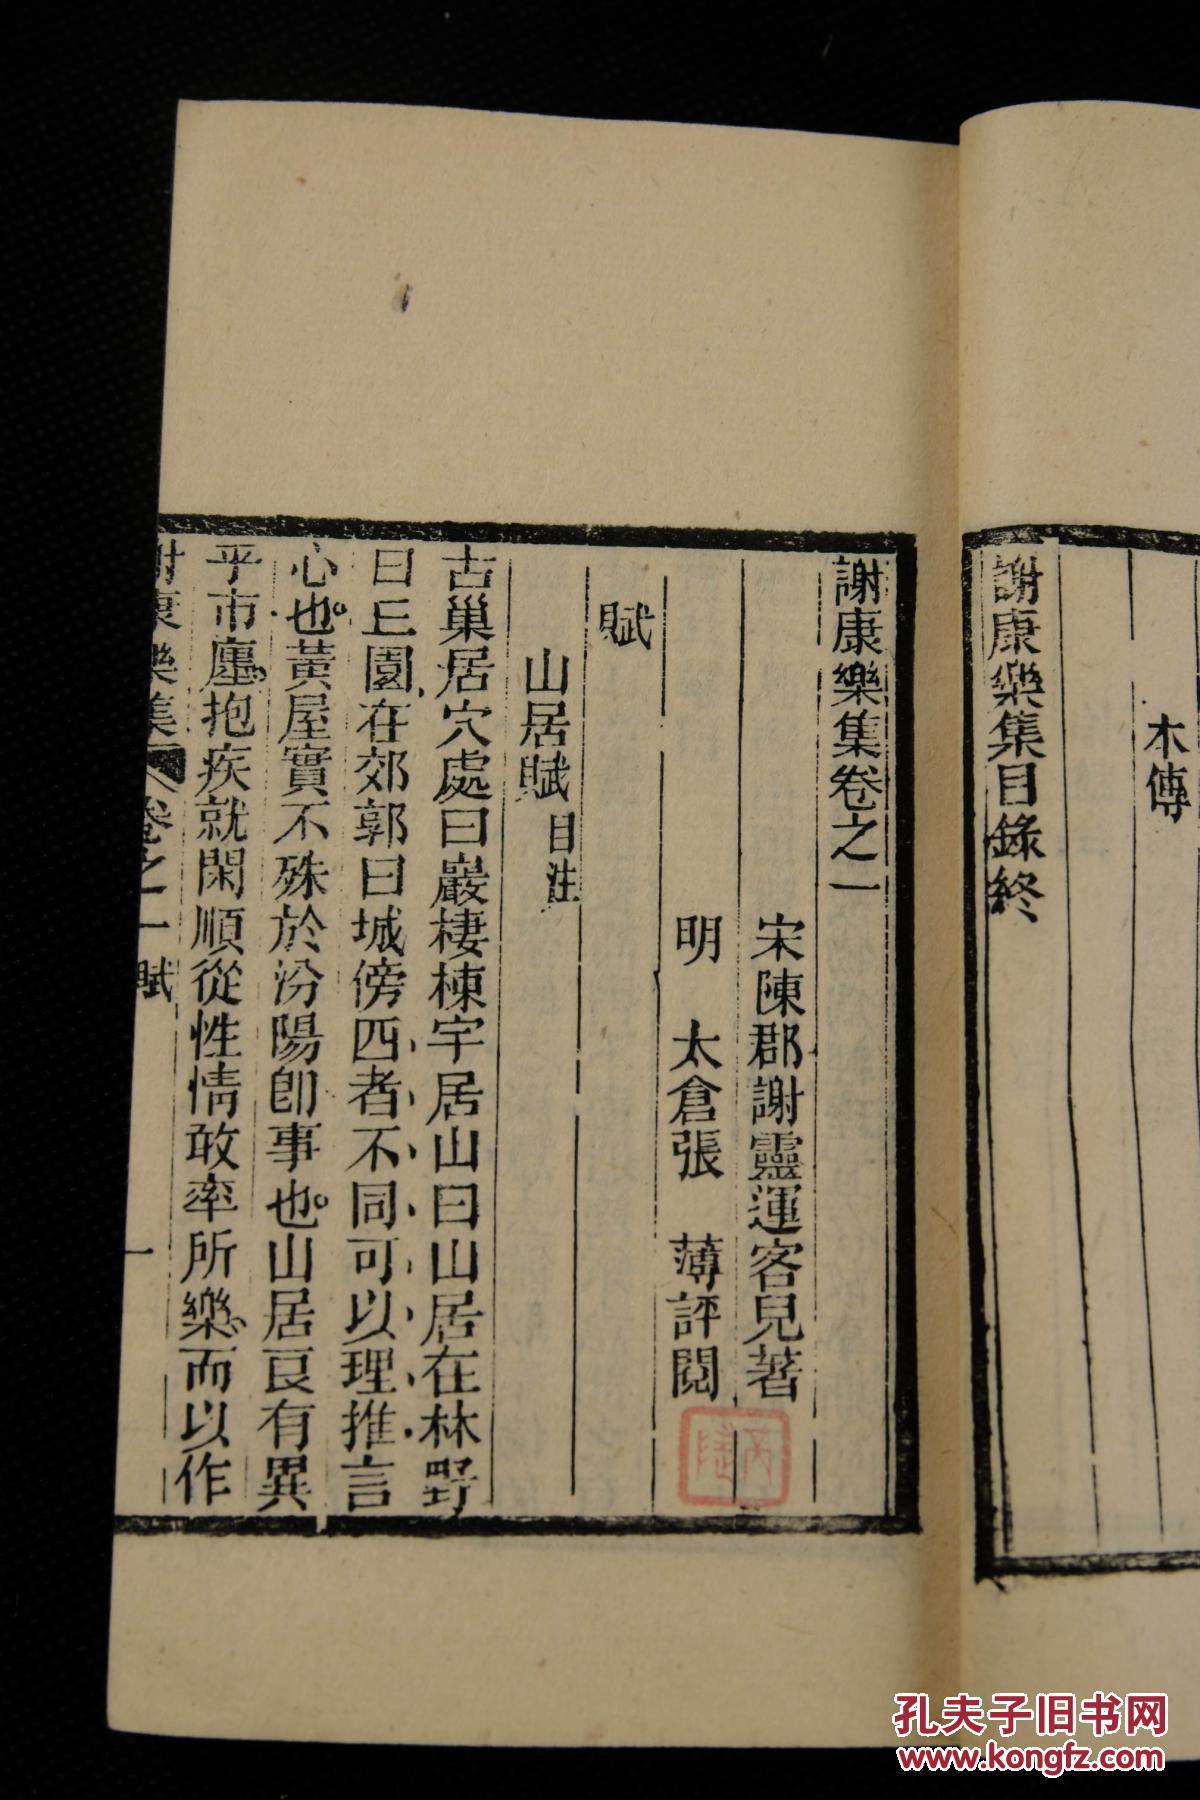 本傳
謝康樂集目錄終
謝康樂集卷之一
宋陳郡謝靈運客兒著
明 太倉張 薄評閱
賦
山居賦 自注
古巢居穴處曰巖棲棟宇居山曰山居在林野
曰丘園在郊郭曰城傍四者不同可以理推言
心也黃屋實不殊於汾陽卽事也山居良有異
乎市廛抱疾就閑順從性情敢率所樂而以作
謝康樂集 卷之一 賦 一
孔夫子旧书网
www.kongfz.com